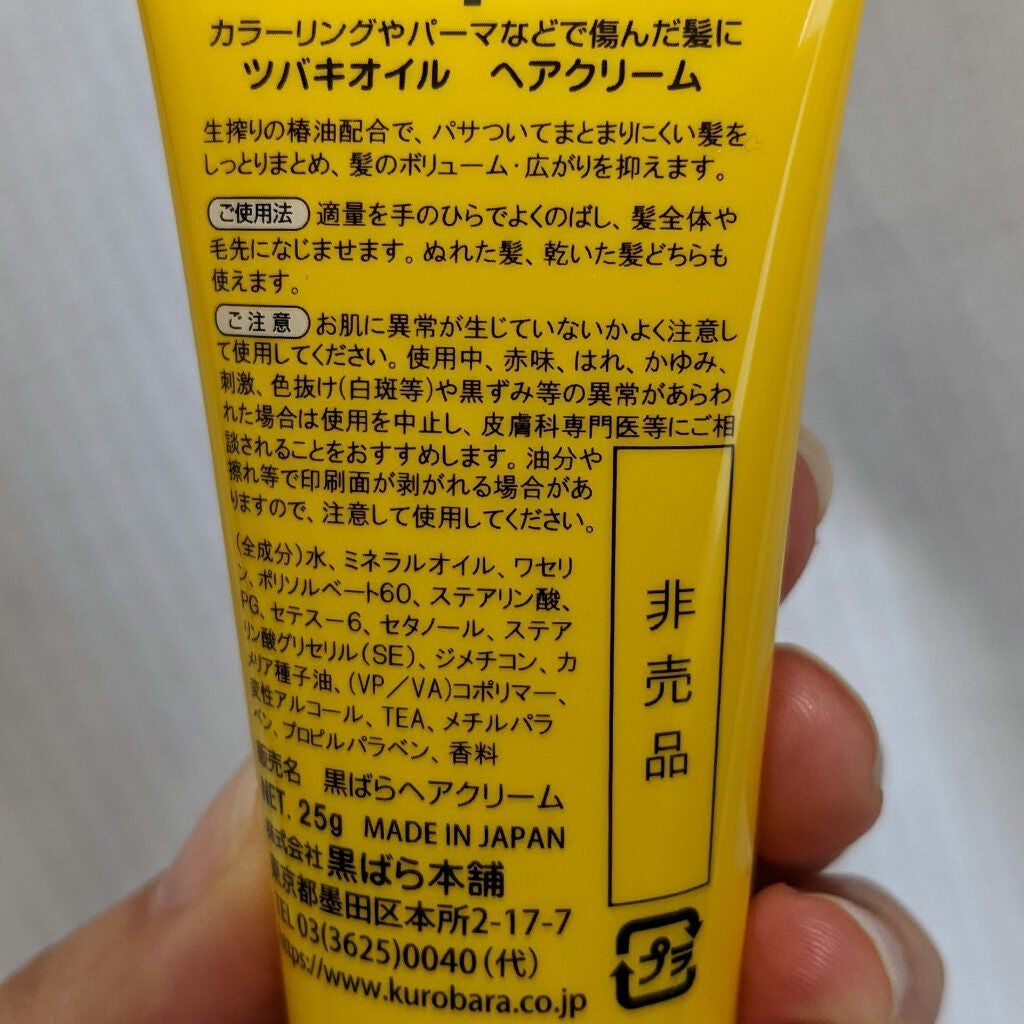 カラーリングやパーマなどで傷んだ髪に
ツバキオイル　ヘアクリーム
生搾りの椿油配合で、パサついてまとまりにくい髪を
しっとりまとめ、髪のボリューム・広がりを抑えます。
ご使用法 適量を手のひらでよくのばし、髪全体や
毛先になじませます。ぬれた髪、乾いた髪どちらも
使えます。
ご注意 お肌に異常が生じていないかよく注意し
て使用してください。使用中、赤味、はれ、かゆみ、
刺激、色抜け(白斑等)や黒ずみ等の異常があらわ
れた場合は使用を中止し、皮膚科専門医等にご相
談されることをおすすめします。油分や
擦れ等で印刷面が剥がれる場合があ
りますので、注意して使用してください。
(全成分)水、ミネラルオイル、ワセリ
ン、ポリソルベート60、ステアリン酸、
PG、セテス－6、セタノール、ステア
リン酸グリセリル(SE)、ジメチコン、カ
メリア種子油、(VP／VA)コポリマー、
変性アルコール、TEA、メチルパラ
ベン、プロピルパラベン、香料
販売名　黒ばらヘアクリーム
NET. 25g MADE IN JAPAN
株式会社 黒ばら本舗
東京都墨田区本所2-17-7
TEL 03(3625)0040(代)
https://www.kurobara.co.jp
非売品
プラ